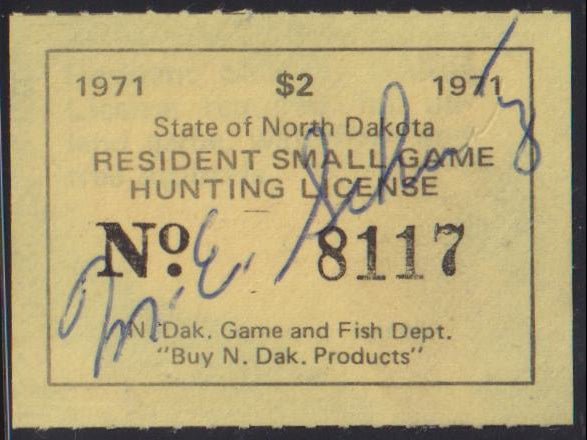 1971 $2 1971
State of North Dakota
RESIDENT SMALL GAME
HUNTING LICENSE
No. 8117
M. E.
N. Dak. Game and Fish Dept.
"Buy N. Dak. Products"